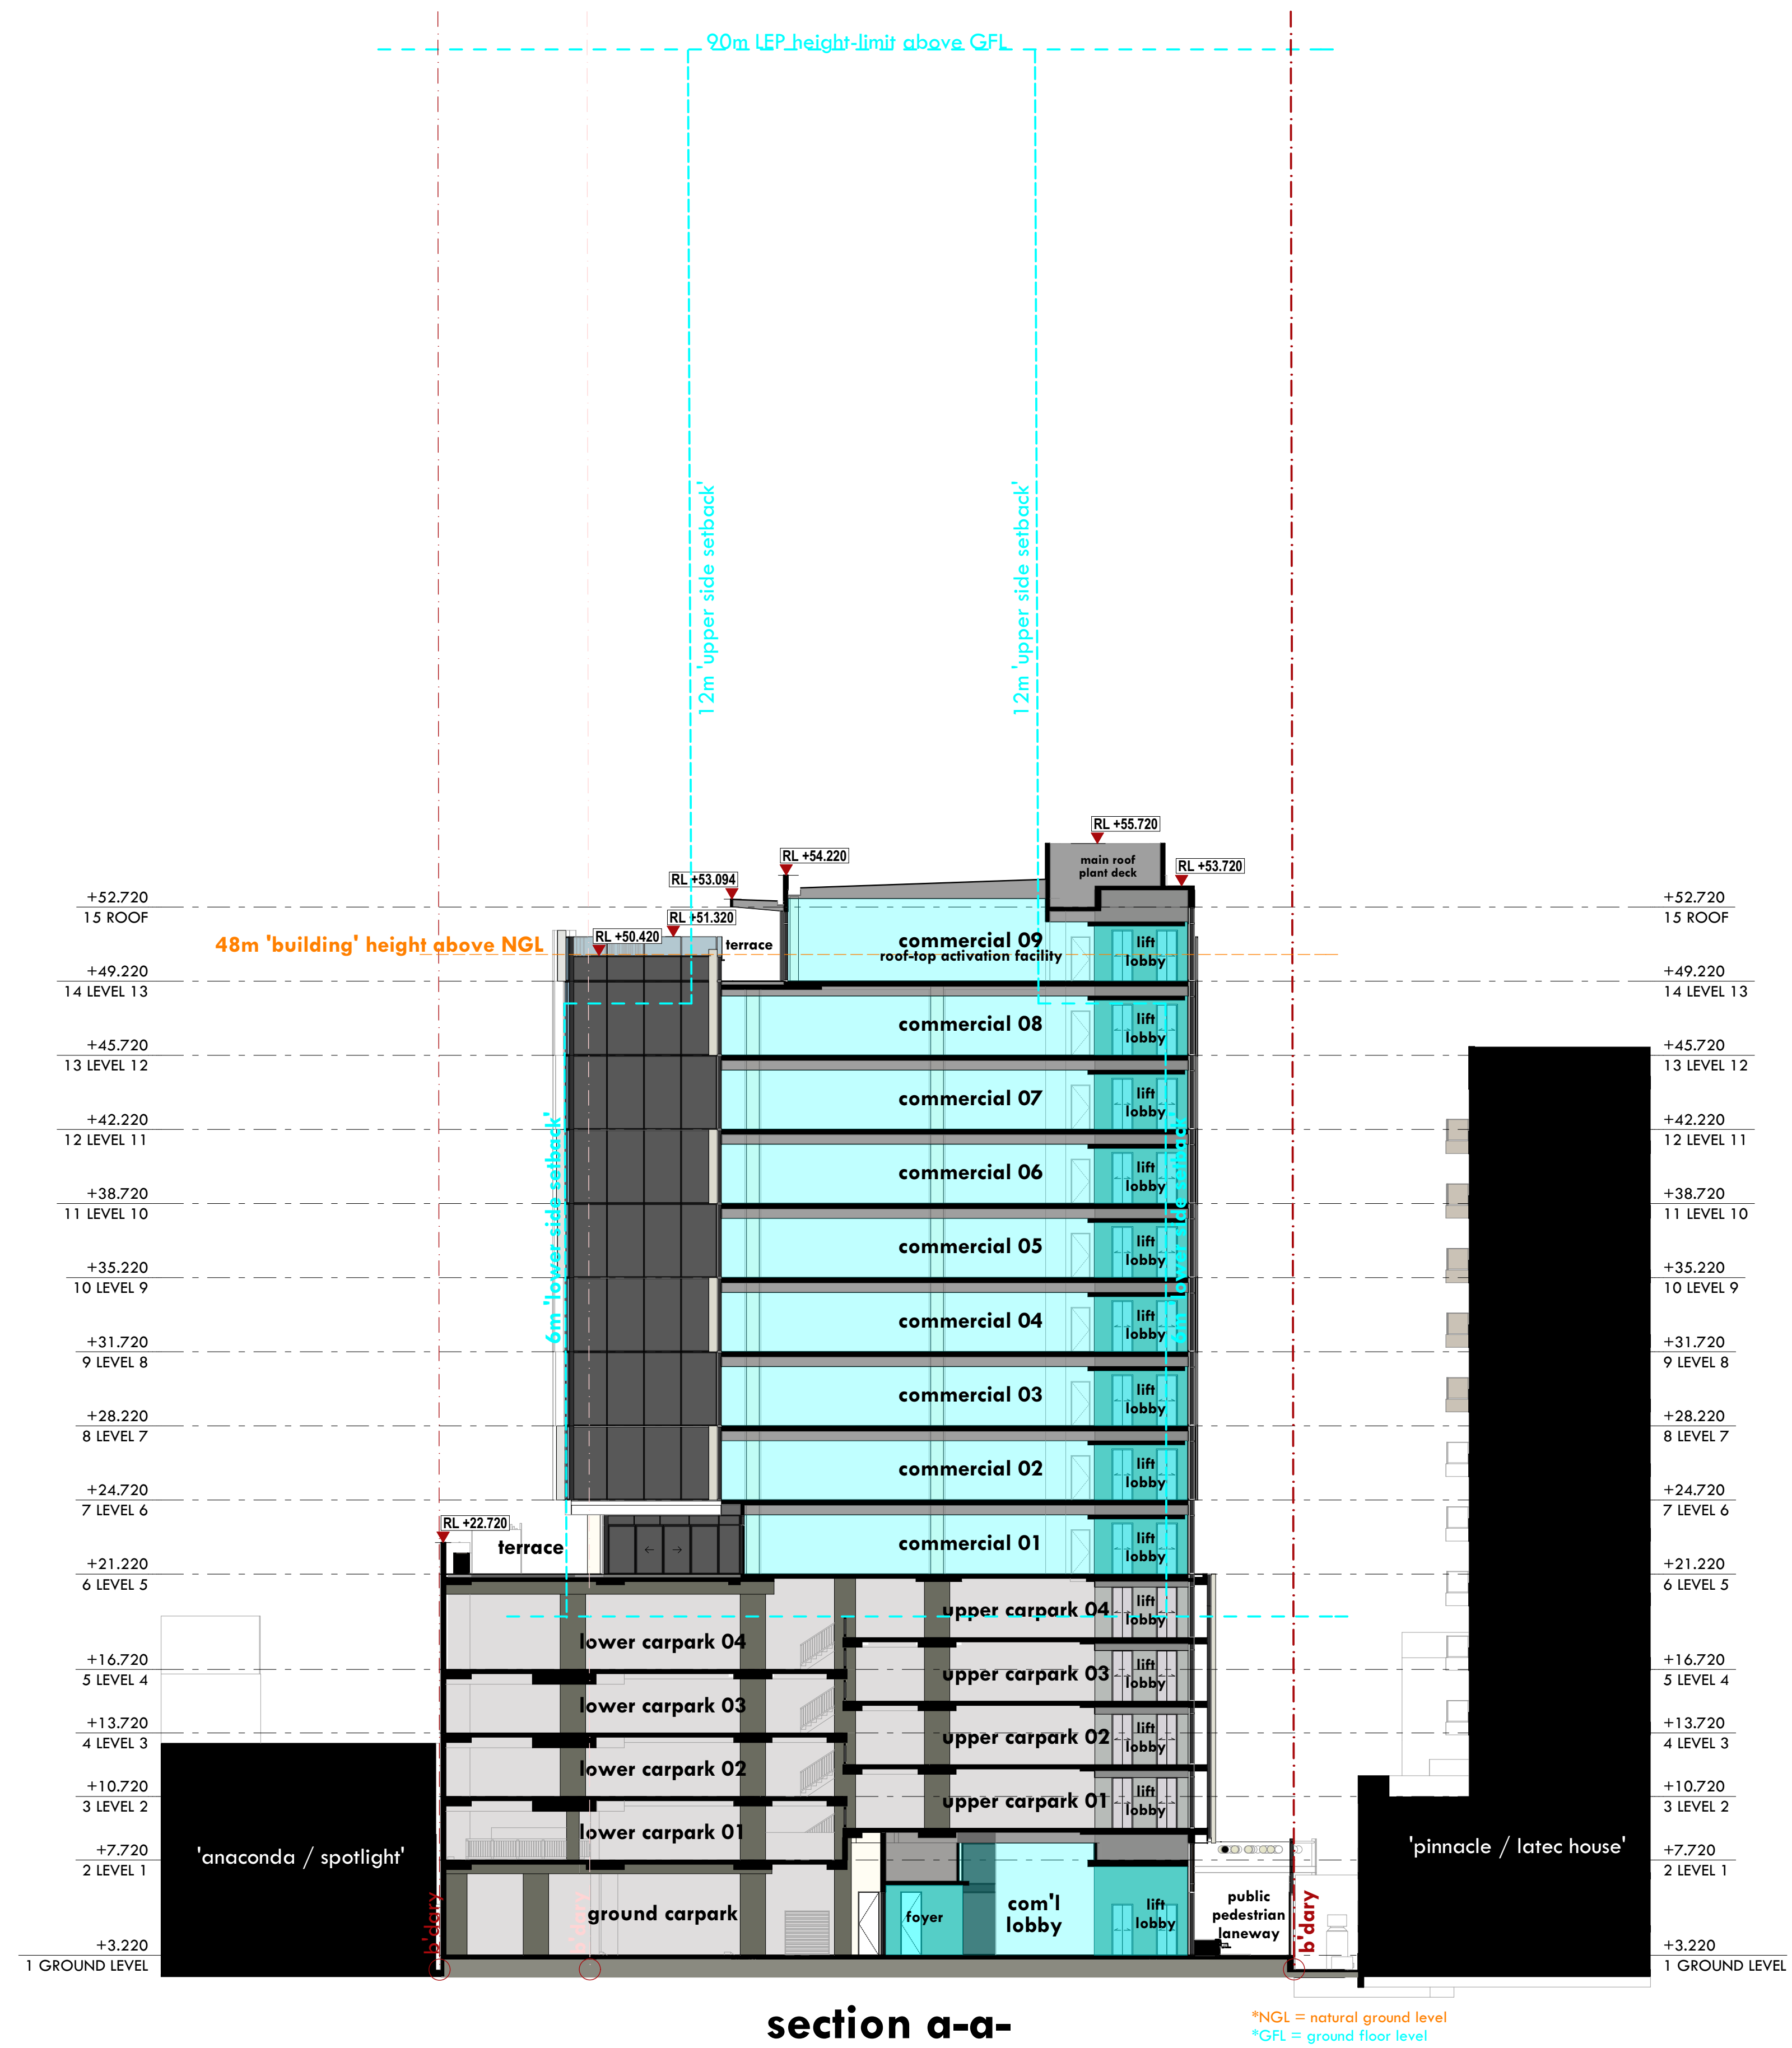 90m LEP height-limit above GFL
12m 'upper side setback'
12m 'upper side setback'
RL +55.720
main roof
plant deck
RL +54.220
RL +53.720
RL +53.094
RL +51.320
RL +50.420
+52.720
15 ROOF
+52.720
15 ROOF
48m 'building' height above NGL
terrace
commercial 09
roof-top activation facility
lift
lobby
+49.220
14 LEVEL 13
+49.220
14 LEVEL 13
commercial 08
lift
lobby
+45.720
13 LEVEL 12
+45.720
13 LEVEL 12
commercial 07
lift
lobby
+42.220
12 LEVEL 11
+42.220
12 LEVEL 11
6m 'lower side setback'
6m 'lower side setback'
commercial 06
lift
lobby
+38.720
11 LEVEL 10
+38.720
11 LEVEL 10
commercial 05
lift
lobby
+35.220
10 LEVEL 9
+35.220
10 LEVEL 9
commercial 04
lift
lobby
+31.720
9 LEVEL 8
+31.720
9 LEVEL 8
commercial 03
lift
lobby
+28.220
8 LEVEL 7
+28.220
8 LEVEL 7
commercial 02
lift
lobby
+24.720
7 LEVEL 6
+24.720
7 LEVEL 6
RL +22.720
terrace
commercial 01
lift
lobby
+21.220
6 LEVEL 5
+21.220
6 LEVEL 5
upper carpark 04
lift
lobby
lower carpark 04
+16.720
5 LEVEL 4
+16.720
5 LEVEL 4
upper carpark 03
lift
lobby
lower carpark 03
+13.720
4 LEVEL 3
+13.720
4 LEVEL 3
upper carpark 02
lift
lobby
lower carpark 02
+10.720
3 LEVEL 2
+10.720
3 LEVEL 2
upper carpark 01
lift
lobby
lower carpark 01
'anaconda / spotlight'
'pinnacle / latec house'
+7.720
2 LEVEL 1
+7.720
2 LEVEL 1
b'dary
b'dary
ground carpark
foyer
com'l
lobby
lift
lobby
public
pedestrian
laneway
b'dary
+3.220
1 GROUND LEVEL
+3.220
1 GROUND LEVEL
section a-a-
*NGL = natural ground level
*GFL = ground floor level